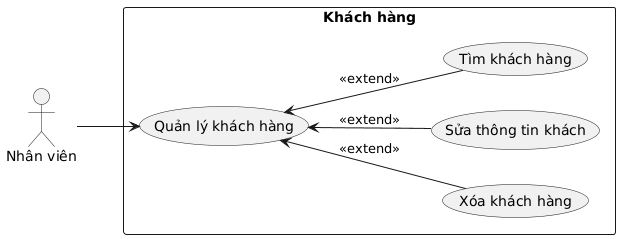 Khách hàng
Tìm khách hàng
«extend»
«extend»
Quản lý khách hàng
Sửa thông tin khách
Nhân viên
«extend»
Xóa khách hàng